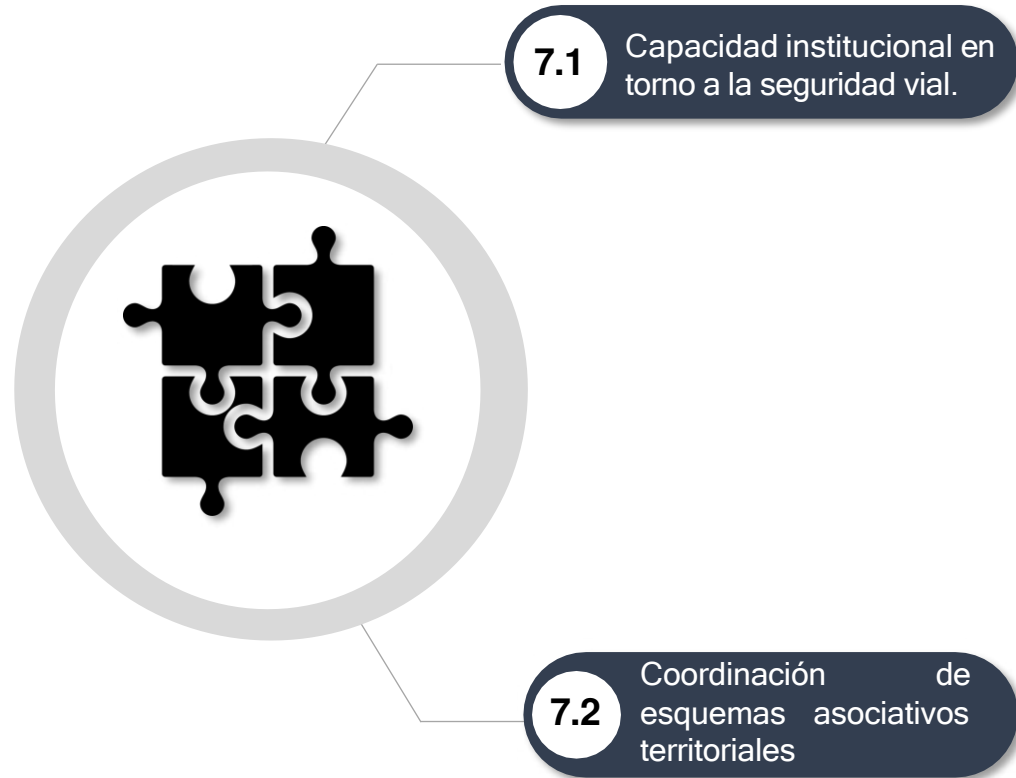 7.1
Capacidad institucional en
torno a la seguridad vial.
7.2
Coordinación de
esquemas asociativos
territoriales